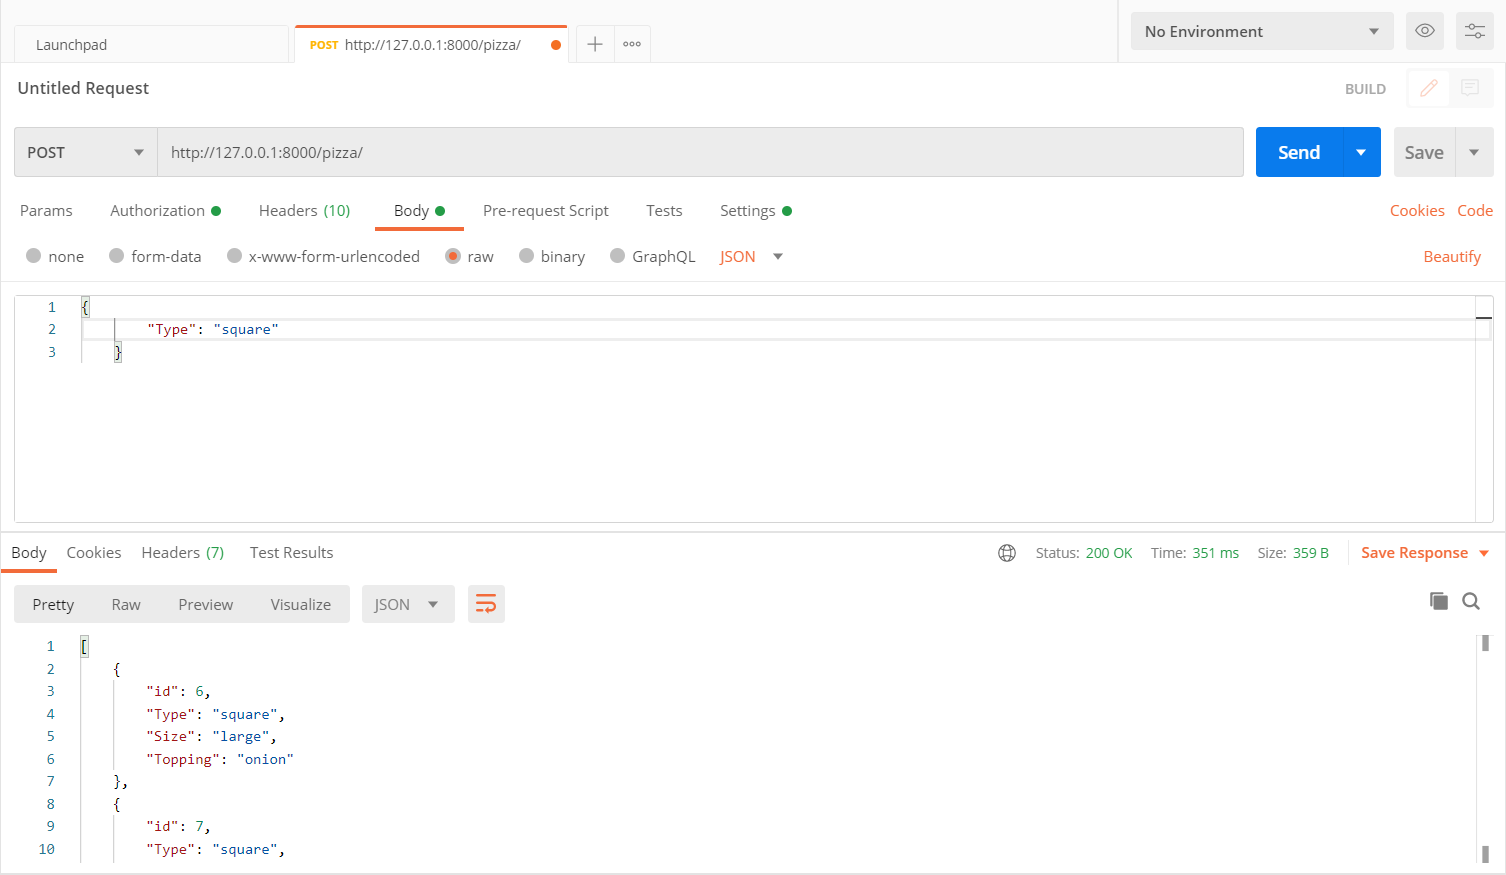 Launchpad
POST http://127.0.0.1:8000/pizza/
No Environment
Untitled Request
BUILD
POST
http://127.0.0.1:8000/pizza/
Send
Save
Params Authorization Headers (10) Body Pre-request Script Tests Settings Cookies Code
none form-data x-www-form-urlencoded raw binary GraphQL JSON Beautify
1 {
2 "Type": "square"
3 }
Body Cookies Headers (7) Test Results Status: 200 OK Time: 351 ms Size: 359 B Save Response
Pretty Raw Preview Visualize JSON
1 [
2 {
3 "id": 6,
4 "Type": "square",
5 "Size": "large",
6 "Topping": "onion"
7 },
8 {
9 "id": 7,
10 "Type": "square",